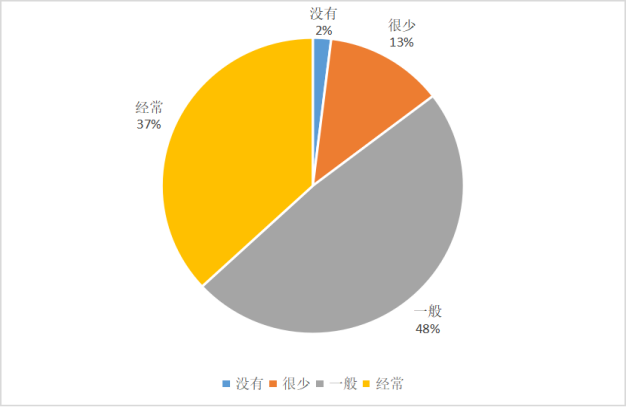 没有
2%
很少
13%
经常
37%
一般
48%
没有 很少 一般 经常